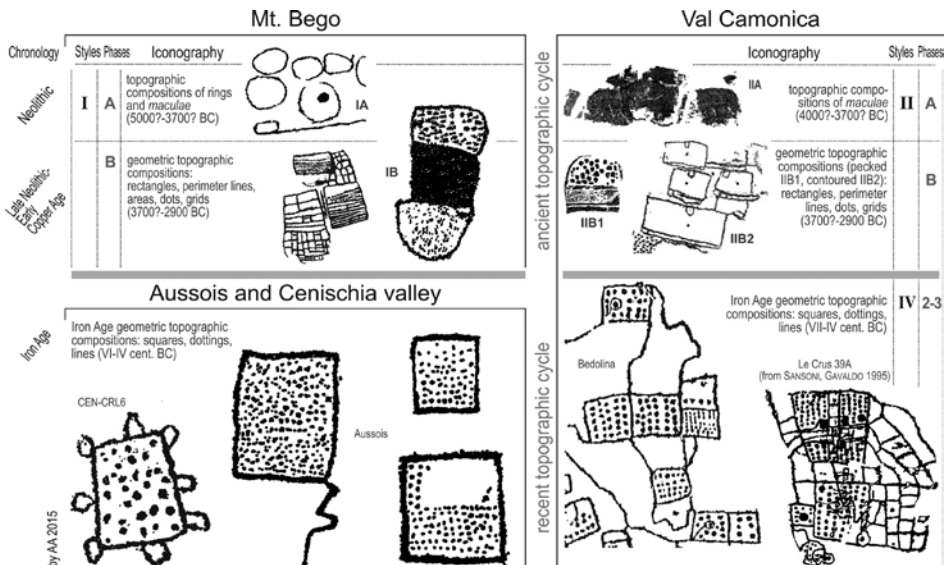 Mt. Bego
Val Camonica
Chronology
Styles
Phases
Iconography
Neolithic
I
A
topographic
compositions of rings
and maculae
(5000?-3700? BC)
IA
Late Neolithic-
Early
Copper Age
B
geometric topographic
compositions:
rectangles, perimeter lines,
areas, dots, grids
(3700?-2900 BC)
IB
ancient topographic cycle
Iconography
Styles
Phases
IIA
topographic compo-
sitions of maculae
(4000?-3700? BC)
II
A
IIB1
IIB2
geometric topographic
compositions (pecked
IIB1, contoured IIB2):
rectangles, perimeter
lines, dots, grids
(3700?-2900 BC)
B
Aussois and Cenischia valley
Iron Age
Iron Age geometric topographic
compositions: squares, dottings,
lines (VI-IV cent. BC)
CEN-CRL6
Aussois
by AA 2015
recent topographic cycle
Iron Age geometric topographic
compositions: squares, dottings,
lines (VII-IV cent. BC)
IV
2-3
Bedolina
Le Crus 39A
(from SANSONI, GAVALDO 1995)